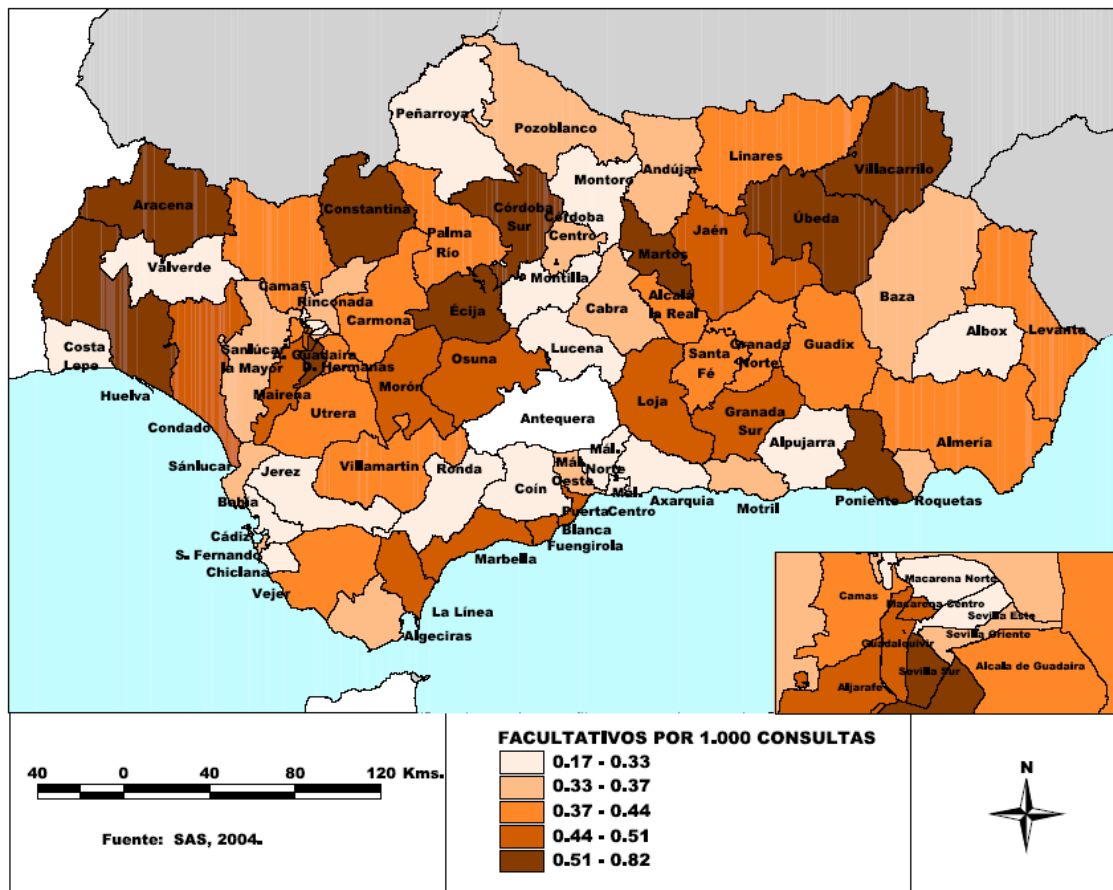 Peñarroya
Pozoblanco
Andújar
Linares
Villacarrilo
Montoro
Aracena
Constantina
Córdoba
Sur
Córdoba
Centro
Úbeda
Jaén
Palma
Río
Martos
Valverde
Montilla
Camas
Rinconada
Écija
Cabra
Alcala
la Real
Baza
Carmona
Albox
Levante
Costa
Lepe
Sanlúcar
la Mayor
A. Guadaira
D. Hermanas
Osuna
Lucena
Santa
Fé
Granada
Norte
Guadix
Huelva
Mairena
Morón
Utrera
Antequera
Loja
Granada
Sur
Condado
Alpujarra
Almería
Sánlucar
Jerez
Villamartin
Ronda
Mál.
Oeste
Mál.
Norte
Coín
Mál.
Centro
Axarquia
Motril
Poniente
Roquetas
Bahía
Cádiz
S. Fernando
Chiclana
Puerta
Blanca
Fuengirola
Marbella
Vejer
La Línea
Algeciras
Macarena Norte
Camas
Macarena Centro
Sevilla Este
Sevilla Oriente
Guadalquivir
Alcala de Guadaira
Sevilla Sur
Aljarafe
FACULTATIVOS POR 1.000 CONSULTAS
0.17 - 0.33
0.33 - 0.37
0.37 - 0.44
0.44 - 0.51
0.51 - 0.82
40 0 40 80 120 Kms.
Fuente: SAS, 2004.
N